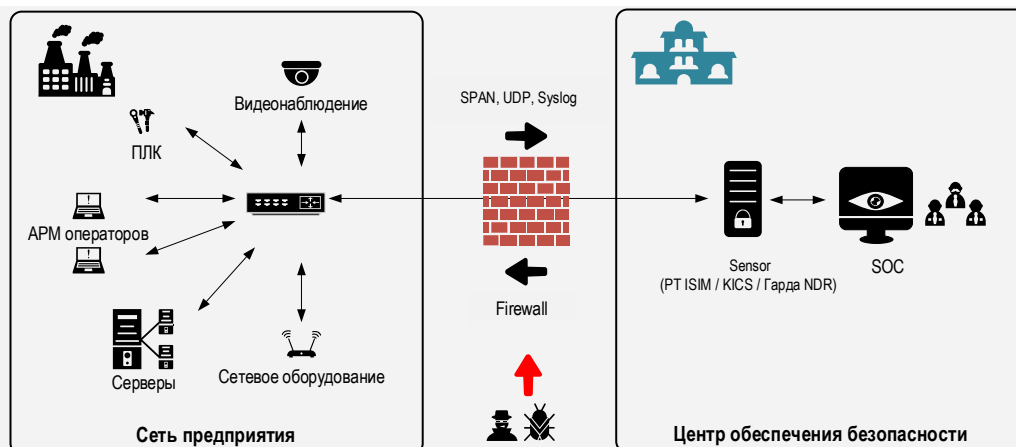 Видеонаблюдение
ПЛК
АРМ операторов
Серверы
Сетевое оборудование
Сеть предприятия
SPAN, UDP, Syslog
Firewall
Sensor
(PT ISIM / KICS / Гарда NDR)
SOC
Центр обеспечения безопасности